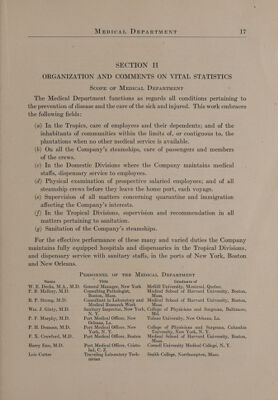 MEDICAL DEPARTMENT 17
SECTION II
ORGANIZATION AND COMMENTS ON VITAL STATISTICS
SCOPE OF MEDICAL DEPARTMENT
The Medical Department functions as regards all conditions pertaining to
the prevention of disease and the care of the sick and injured. This work embraces
the following fields:
(a) In the Tropics, care of employees and their dependents; and of the
inhabitants of communities within the limits of, or contiguous to, the
plantations when no other medical service is available.
(b) On all the Company's steamships, care of passengers and members
of the crews.
(c) In the Domestic Divisions where the Company maintains medical
staffs, dispensary service to employees.
(d) Physical examination of prospective salaried employees; and of all
steamship crews before they leave the home port, each voyage.
(e) Supervision of all matters concerning quarantine and immigration
affecting the Company's interests.
(f) In the Tropical Divisions, supervision and recommendation in all
matters pertaining to sanitation.
(g) Sanitation of the Company's steamships.
For the effective performance of these many and varied duties the Company
maintains fully equipped hospitals and dispensaries in the Tropical Divisions,
and dispensary service with sanitary staffs, in the ports of New York, Boston
and New Orleans.
PERSONNEL OF THE MEDICAL DEPARTMENT
Name Title Graduate of
W. E. Deeks, M.A., M.D. General Manager, New York McGill University, Montreal, Quebec.
F. B. Mallory, M.D. Consulting Pathologist, Boston, Mass. Medical School of Harvard University, Boston, Mass.
R. P. Strong, M.D. Consultant in Laboratory and Medical Research Work Medical School of Harvard University, Boston, Mass.
Wm. J. Ginty, M.D. Sanitary Inspector, New York, N. Y. College of Physicians and Surgeons, Baltimore, Md.
P. F. Murphy, M.D. Port Medical Officer, New Orleans, La. Tulane University, New Orleans, La.
P. H. Desnoes, M.D. Port Medical Officer, New York, N. Y. College of Physicians and Surgeons, Columbia University, New York, N. Y.
F. X. Crawford, M.D. Port Medical Officer, Boston Medical School of Harvard University, Boston, Mass.
Harry Eno, M.D. Port Medical Officer, Cristobal, C. Z. Cornell University Medical College, N. Y.
Lois Cutter Traveling Laboratory Technician Smith College, Northampton, Mass.